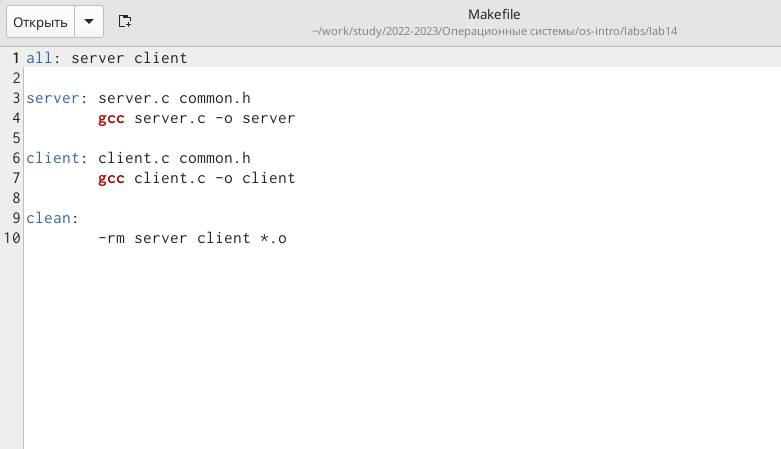 Открыть
Makefile
~/work/study/2022-2023/Операционные системы/os-intro/labs/lab14
1 all: server client
2
3 server: server.c common.h
4         gcc server.c -o server
5
6 client: client.c common.h
7         gcc client.c -o client
8
9 clean:
10         -rm server client *.o